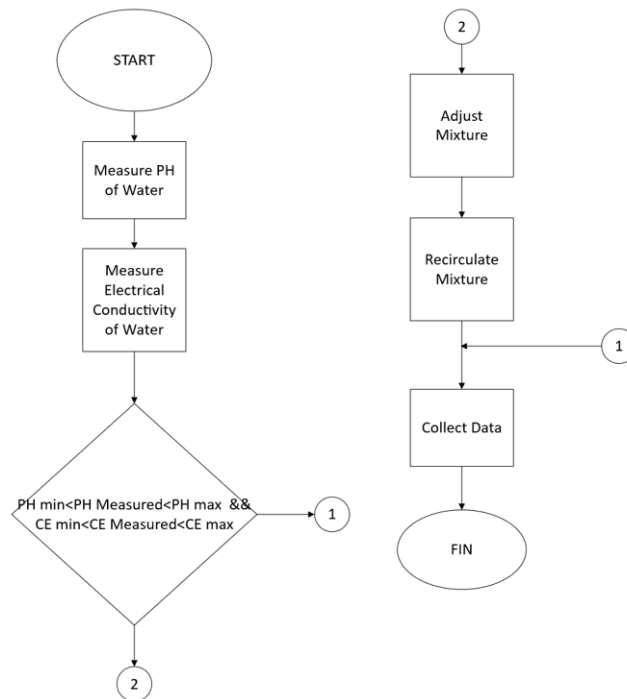 START
Measure PH
of Water
Measure
Electrical
Conductivity
of Water
PH min<PH Measured<PH max  &&
CE min<CE Measured<CE max
1
2
2
Adjust
Mixture
Recirculate
Mixture
1
Collect Data
FIN